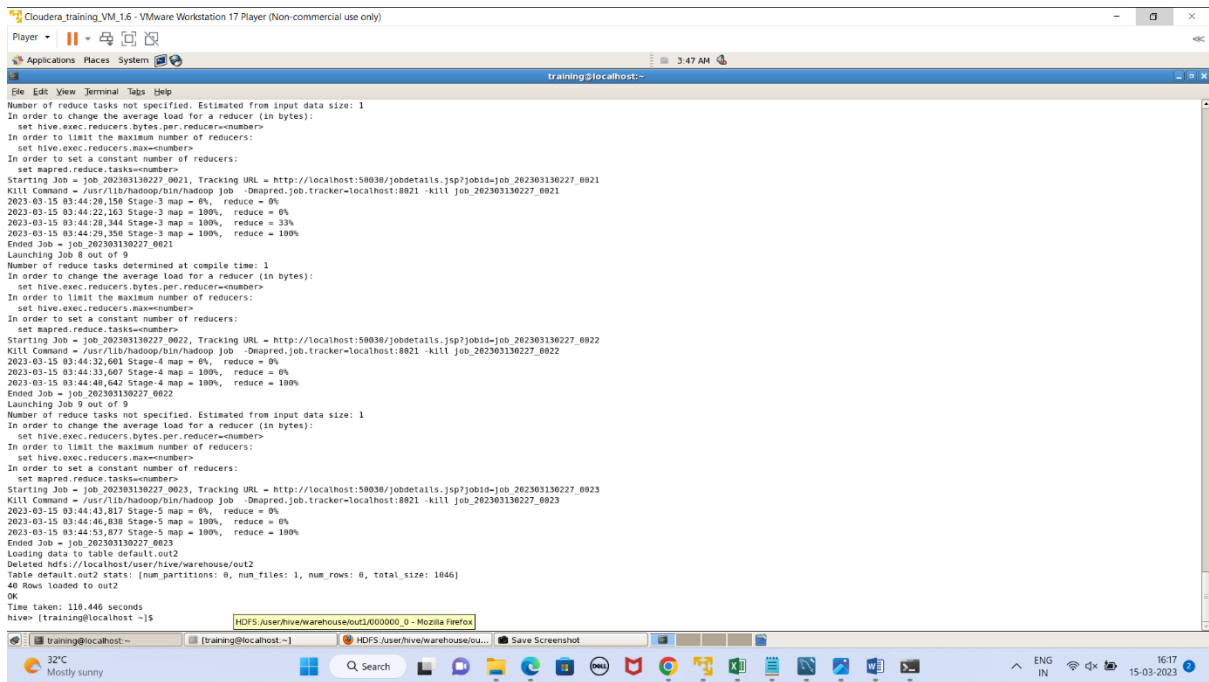 Cloudera_training_VM_1.6 - VMware Workstation 17 Player (Non-commercial use only)
Player
Applications Places System 3:47 AM
training@localhost:~
File Edit View Terminal Tabs Help
Number of reduce tasks not specified. Estimated from input data size: 1
In order to change the average load for a reducer (in bytes):
  set hive.exec.reducers.bytes.per.reducer=<number>
In order to limit the maximum number of reducers:
  set hive.exec.reducers.max=<number>
In order to set a constant number of reducers:
  set mapred.reduce.tasks=<number>
Starting Job = job_202303130227_0021, Tracking URL = http://localhost:50030/jobdetails.jsp?jobid=job_202303130227_0021
Kill Command = /usr/lib/hadoop/bin/hadoop job  -Dmapred.job.tracker=localhost:8021 -kill job_202303130227_0021
2023-03-15 03:44:20,150 Stage-3 map = 0%,  reduce = 0%
2023-03-15 03:44:22,163 Stage-3 map = 100%,  reduce = 0%
2023-03-15 03:44:28,344 Stage-3 map = 100%,  reduce = 33%
2023-03-15 03:44:29,350 Stage-3 map = 100%,  reduce = 100%
Ended Job = job_202303130227_0021
Launching Job 8 out of 9
Number of reduce tasks determined at compile time: 1
In order to change the average load for a reducer (in bytes):
  set hive.exec.reducers.bytes.per.reducer=<number>
In order to limit the maximum number of reducers:
  set hive.exec.reducers.max=<number>
In order to set a constant number of reducers:
  set mapred.reduce.tasks=<number>
Starting Job = job_202303130227_0022, Tracking URL = http://localhost:50030/jobdetails.jsp?jobid=job_202303130227_0022
Kill Command = /usr/lib/hadoop/bin/hadoop job  -Dmapred.job.tracker=localhost:8021 -kill job_202303130227_0022
2023-03-15 03:44:32,601 Stage-4 map = 0%,  reduce = 0%
2023-03-15 03:44:33,607 Stage-4 map = 100%,  reduce = 0%
2023-03-15 03:44:40,642 Stage-4 map = 100%,  reduce = 100%
Ended Job = job_202303130227_0022
Launching Job 9 out of 9
Number of reduce tasks not specified. Estimated from input data size: 1
In order to change the average load for a reducer (in bytes):
  set hive.exec.reducers.bytes.per.reducer=<number>
In order to limit the maximum number of reducers:
  set hive.exec.reducers.max=<number>
In order to set a constant number of reducers:
  set mapred.reduce.tasks=<number>
Starting Job = job_202303130227_0023, Tracking URL = http://localhost:50030/jobdetails.jsp?jobid=job_202303130227_0023
Kill Command = /usr/lib/hadoop/bin/hadoop job  -Dmapred.job.tracker=localhost:8021 -kill job_202303130227_0023
2023-03-15 03:44:43,817 Stage-5 map = 0%,  reduce = 0%
2023-03-15 03:44:46,838 Stage-5 map = 100%,  reduce = 0%
2023-03-15 03:44:53,877 Stage-5 map = 100%,  reduce = 100%
Ended Job = job_202303130227_0023
Loading data to table default.out2
Deleted hdfs://localhost/user/hive/warehouse/out2
Table default.out2 stats: [num_partitions: 0, num_files: 1, num_rows: 0, total_size: 1046]
40 Rows loaded to out2
OK
Time taken: 110.446 seconds
hive> [training@localhost ~]$
HDFS:/user/hive/warehouse/out1/000000_0 - Mozilla Firefox
training@localhost:~ [training@localhost:~] HDFS:/user/hive/warehouse/ou... Save Screenshot
32°C
Mostly sunny
Search
DELL
ENG
IN
16:17
15-03-2023
2